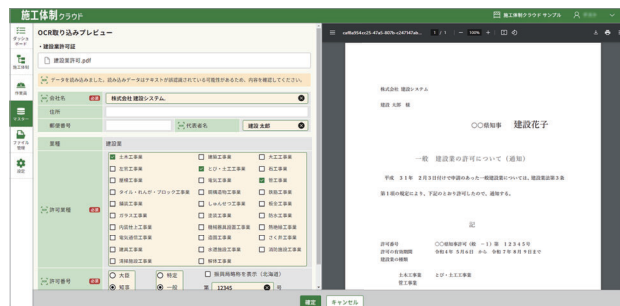 施工体制クラウド
施工体制クラウド サンプル
ダッシュボード
施工体制
作業員
マスター
ファイル管理
設定
OCR取り込みプレビュー
・建設業許可証
建設業許可.pdf
データを読み込みました。読み込みデータはテキストが誤認識されている可能性があるため、内容を確認してください。
会社名 必須 株式会社 建設システム.
住所
郵便番号 代表者名 建設 太郎
業種 建設業
許可業種 必須
土木工事業 建築工事業 大工工事業
左官工事業 とび・土工工事業 石工事業
屋根工事業 電気工事業 管工事業
タイル・れんが・ブロック工事業 鋼構造物工事業 鉄筋工事業
舗装工事業 しゅんせつ工事業 板金工事業
ガラス工事業 塗装工事業 防水工事業
内装仕上工事業 機械器具設置工事業 熱絶縁工事業
電気通信工事業 造園工事業 さく井工事業
建具工事業 水道施設工事業 消防施設工事業
清掃施設工事業 解体工事業
許可番号 必須
大臣 特定 振興局略称を表示(北海道)
知事 一般 第 12345 号
確定 キャンセル
1 / 1 100%
株式会社 建設システム
建設 太郎 様
〇〇県知事 建設花子
一般 建設業の許可について(通知)
平成 31年 2月3日付けで申請のあった一般建設業については、建設業法第3条
第1項の規定により、下記のとおり許可したので、通知する。
記
許可番号 〇〇県知事許可(般 -1)第 12345号
許可の有効期間 令和4年 5月6日 から 令和7年8月9日まで
建設業の種類
土木工事業 とび・土工工事業
管工事業